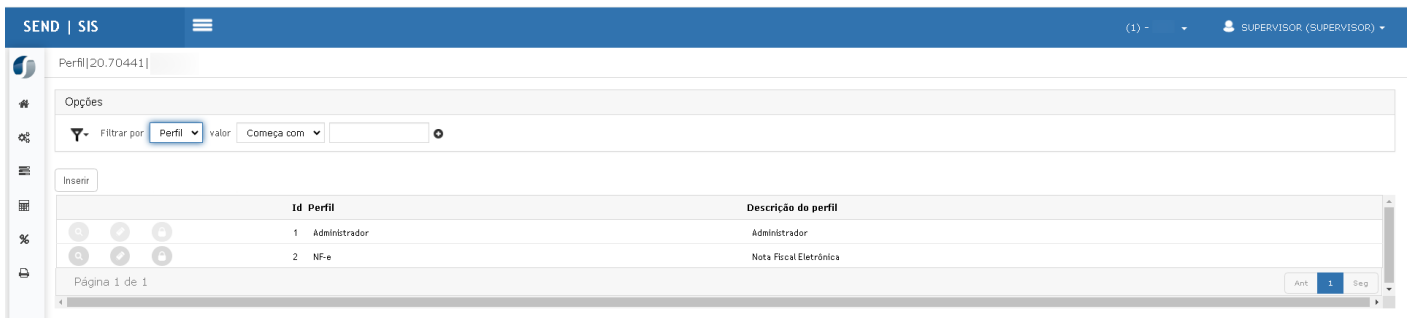 SEND | SIS (1) - SUPERVISOR (SUPERVISOR)
Perfil|20.70441|
Opções
Filtrar por Perfil valor Começa com
Inserir
Id Perfil Descrição do perfil
1 Administrador Administrador
2 NF-e Nota Fiscal Eletrônica
Página 1 de 1 Ant 1 Seg